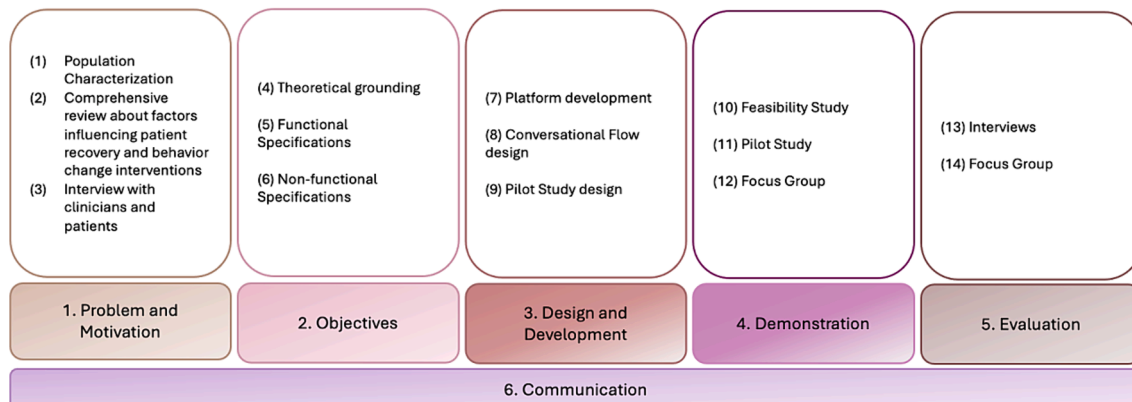 (1) Population
Characterization
(2) Comprehensive
review about factors
influencing patient
recovery and behavior
change interventions
(3) Interview with
clinicians and
patients
1. Problem and
Motivation
(4) Theoretical grounding
(5) Functional
Specifications
(6) Non-functional
Specifications
2. Objectives
(7) Platform development
(8) Conversational Flow
design
(9) Pilot Study design
3. Design and
Development
(10) Feasibility Study
(11) Pilot Study
(12) Focus Group
4. Demonstration
(13) Interviews
(14) Focus Group
5. Evaluation
6. Communication